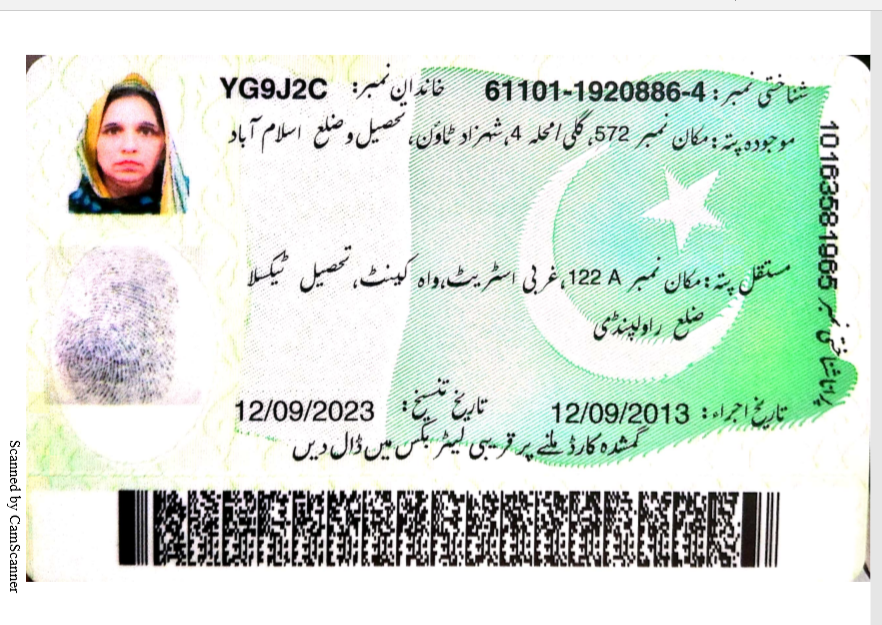 شناختی نمبر: 61101-1920886-4 خاندان نمبر: YG9J2C
موجودہ پتہ: مکان نمبر 572، گلی/محلہ 4، شہزاد ٹاؤن، تحصیل و ضلع اسلام آباد
مستقل پتہ: مکان نمبر 122 A، غربی اسٹریٹ، واہ کینٹ، تحصیل ٹیکسلا
ضلع راولپنڈی
تاریخ اجراء: 12/09/2013 تاریخ تنسیخ: 12/09/2023
گمشدہ کارڈ ملنے پر قریبی لیٹر بکس میں ڈال دیں
10163581965
Scanned by CamScanner